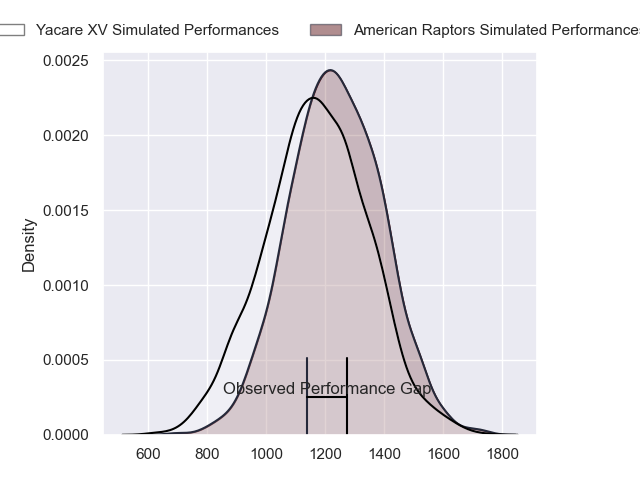 Yacare XV Simulated Performances
American Raptors Simulated Performances
0.0025
0.0020
0.0015
0.0010
0.0005
0.0000
Density
Observed Performance Gap
600 800 1000 1200 1400 1600 1800